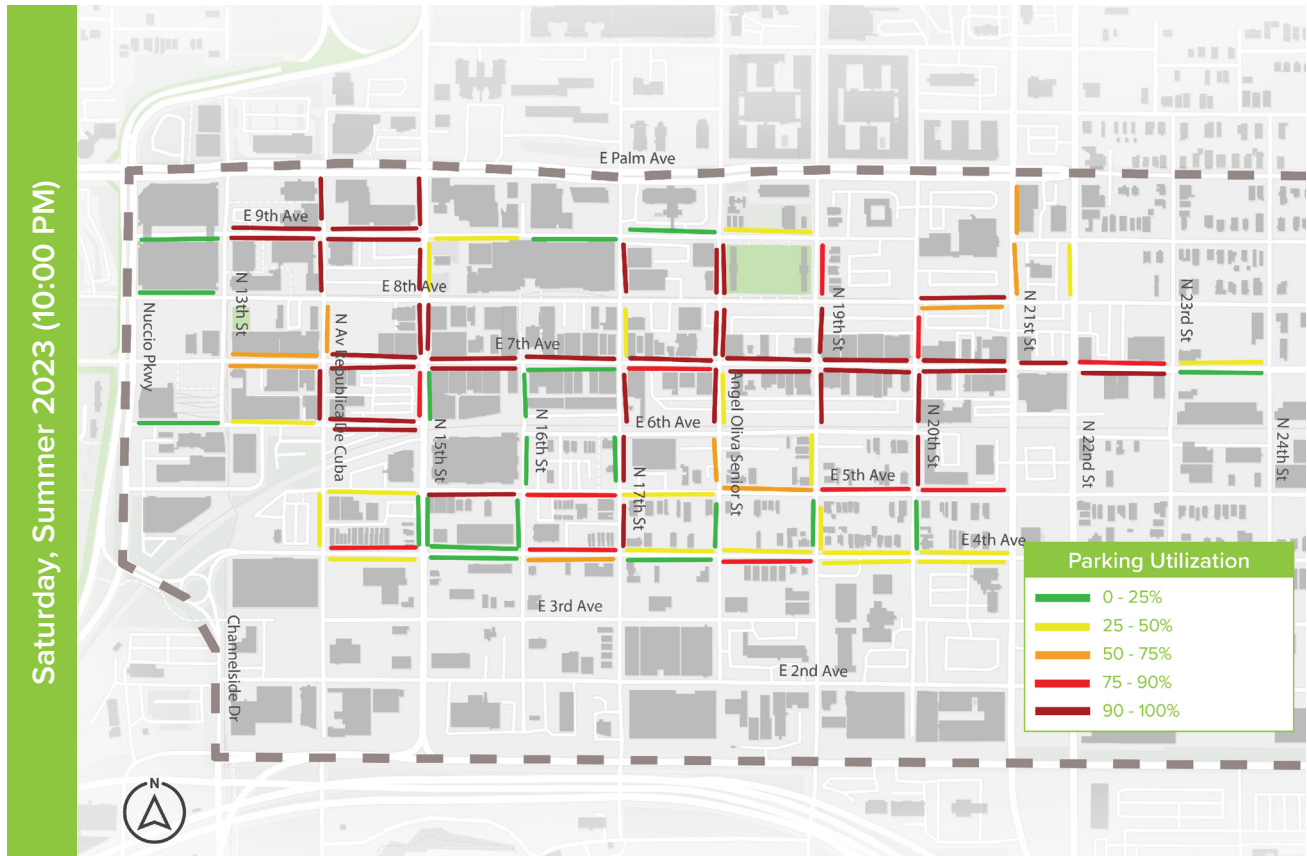 Saturday, Summer 2023 (10:00 PM)
E Palm Ave
E 9th Ave
E 8th Ave
N 13th St
Nuccio Pkwy
N Av Republica De Cuba
E 7th Ave
N 19th St
N 21st St
N 23rd St
Angel Oliva Senior St
E 6th Ave
N 15th St
N 16th St
N 17th St
N 20th St
N 22nd St
N 24th St
E 5th Ave
E 4th Ave
E 3rd Ave
Channelside Dr
E 2nd Ave
Parking Utilization
0 - 25%
25 - 50%
50 - 75%
75 - 90%
90 - 100%
N